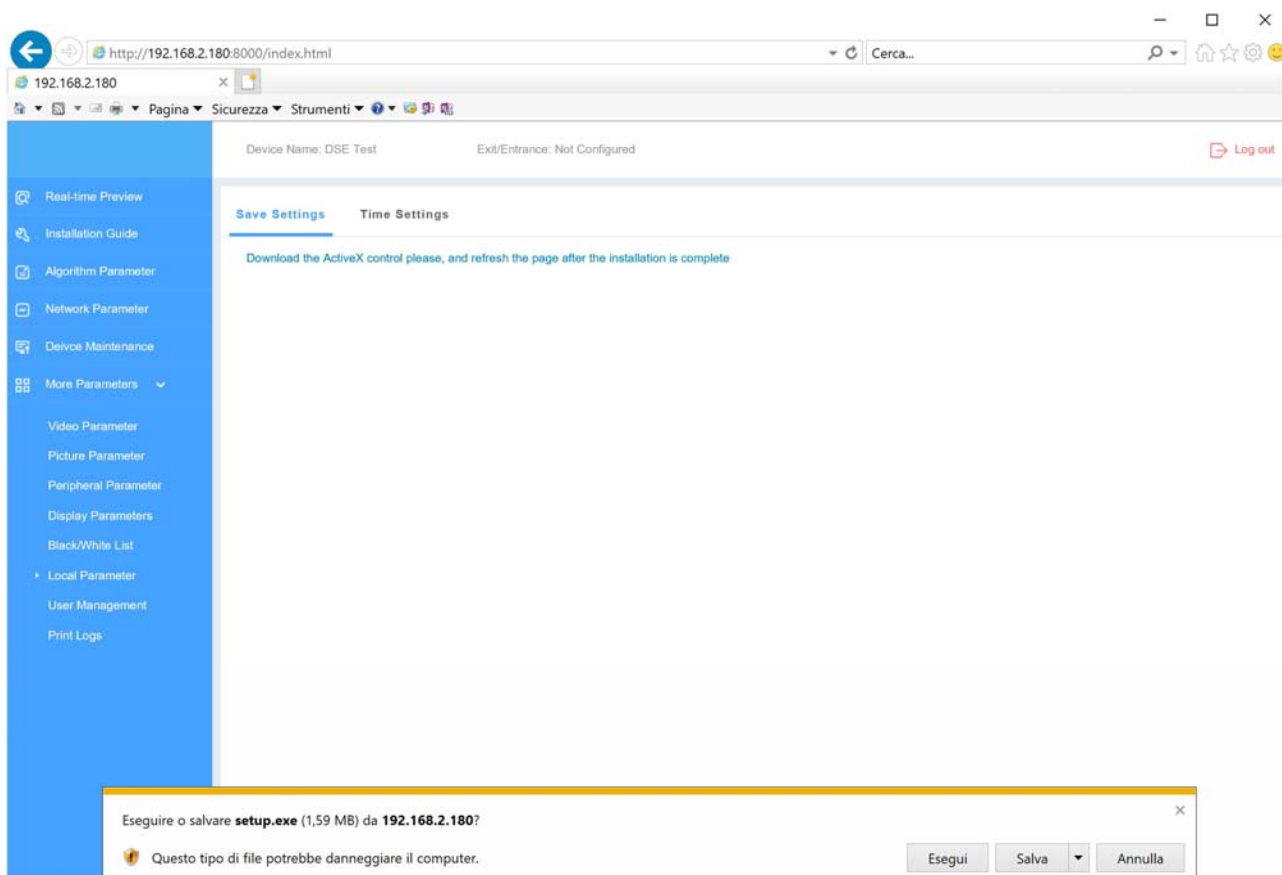 http://192.168.2.180:8000/index.html
Cerca...
192.168.2.180
Pagina Sicurezza Strumenti
Device Name: DSE Test Exit/Entrance: Not Configured Log out
Real-time Preview
Installation Guide
Algorithm Parameter
Network Parameter
Deivce Maintenance
More Parameters
Video Parameter
Picture Parameter
Peripheral Parameter
Display Parameters
Black/White List
Local Parameter
User Management
Print Logs
Save Settings Time Settings
Download the ActiveX control please, and refresh the page after the installation is complete
Eseguire o salvare setup.exe (1,59 MB) da 192.168.2.180?
Questo tipo di file potrebbe danneggiare il computer.
Esegui Salva Annulla